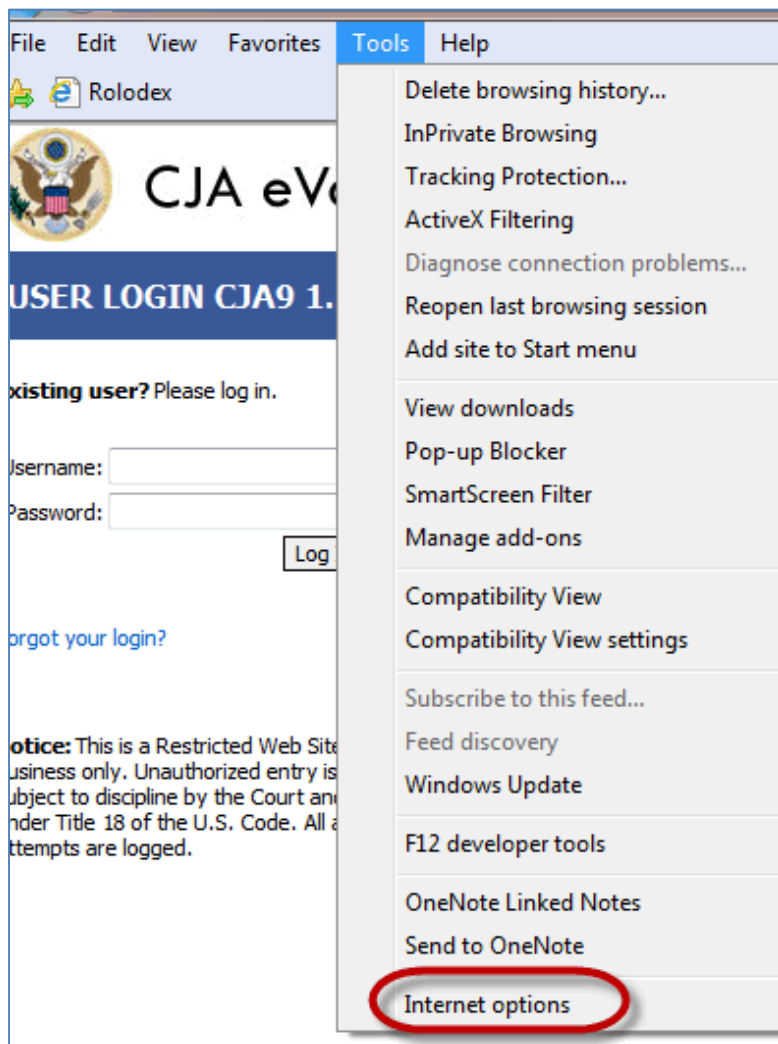 File Edit View Favorites Tools Help
Rolodex
CJA eVo
USER LOGIN CJA9 1.
xisting user? Please log in.
Username:
Password:
Log
orgot your login?
otice: This is a Restricted Web Site
usiness only. Unauthorized entry is
ubject to discipline by the Court and
nder Title 18 of the U.S. Code. All a
ttempts are logged.
Delete browsing history...
InPrivate Browsing
Tracking Protection...
ActiveX Filtering
Diagnose connection problems...
Reopen last browsing session
Add site to Start menu
View downloads
Pop-up Blocker
SmartScreen Filter
Manage add-ons
Compatibility View
Compatibility View settings
Subscribe to this feed...
Feed discovery
Windows Update
F12 developer tools
OneNote Linked Notes
Send to OneNote
Internet options